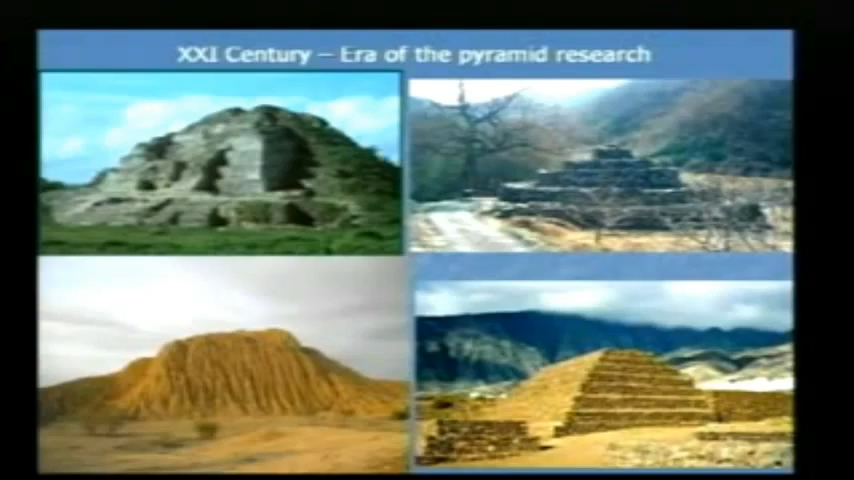 XXI Century – Era of the pyramid research